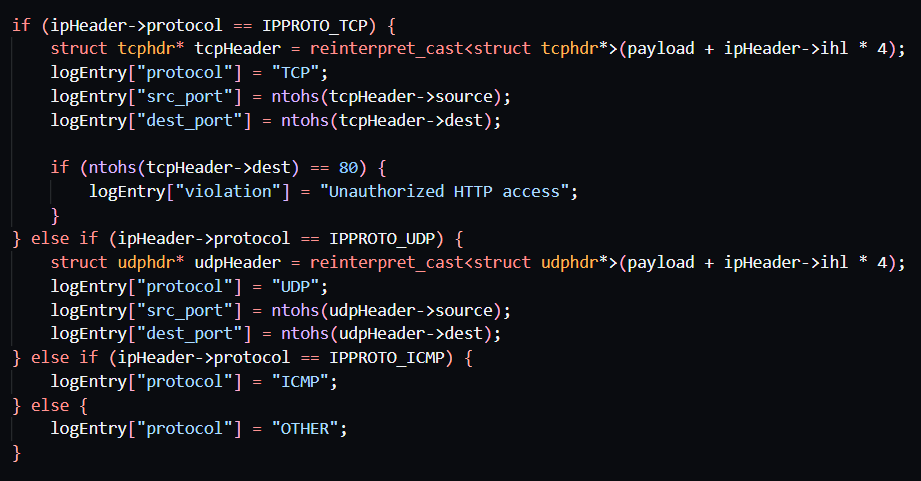 if (ipHeader->protocol == IPPROTO_TCP) {
    struct tcphdr* tcpHeader = reinterpret_cast<struct tcphdr*>(payload + ipHeader->ihl * 4);
    logEntry["protocol"] = "TCP";
    logEntry["src_port"] = ntohs(tcpHeader->source);
    logEntry["dest_port"] = ntohs(tcpHeader->dest);

    if (ntohs(tcpHeader->dest) == 80) {
        logEntry["violation"] = "Unauthorized HTTP access";
    }
} else if (ipHeader->protocol == IPPROTO_UDP) {
    struct udphdr* udpHeader = reinterpret_cast<struct udphdr*>(payload + ipHeader->ihl * 4);
    logEntry["protocol"] = "UDP";
    logEntry["src_port"] = ntohs(udpHeader->source);
    logEntry["dest_port"] = ntohs(udpHeader->dest);
} else if (ipHeader->protocol == IPPROTO_ICMP) {
    logEntry["protocol"] = "ICMP";
} else {
    logEntry["protocol"] = "OTHER";
}